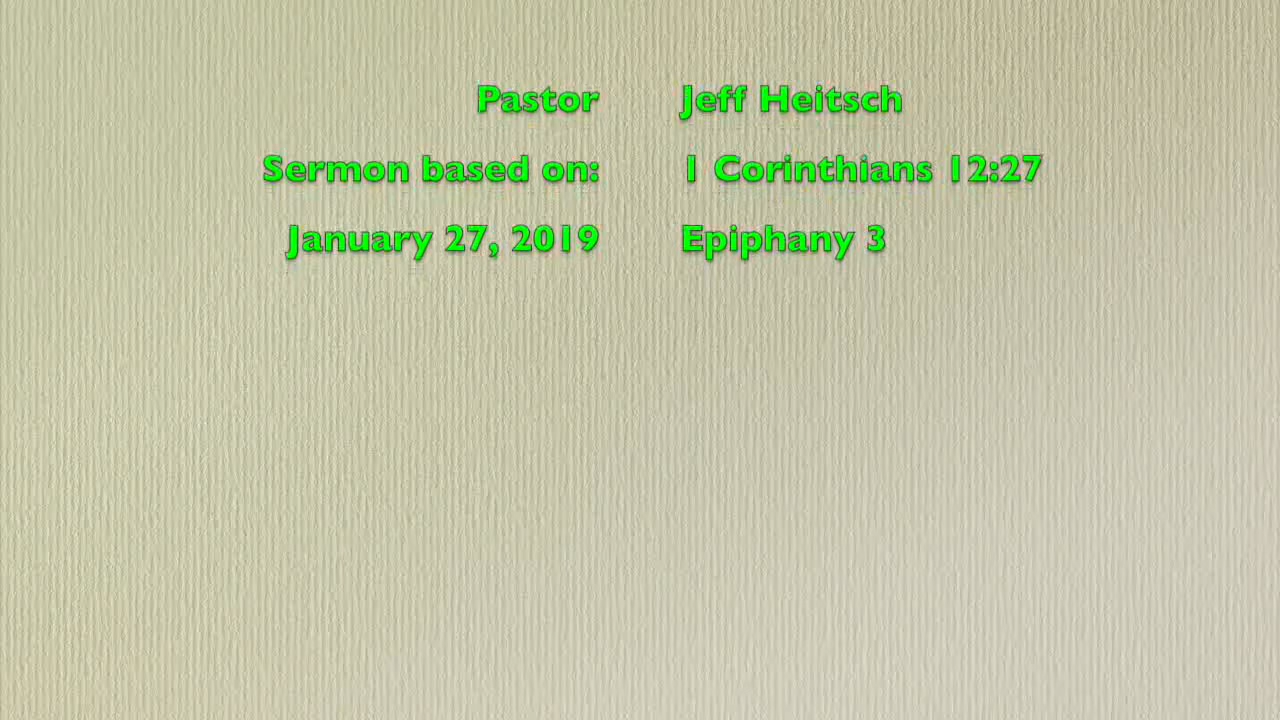 Pastor Jeff Heitsch
Sermon based on: 1 Corinthians 12:27
January 27, 2019 Epiphany 3